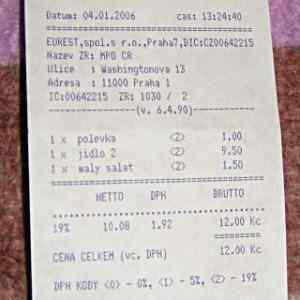 Datum: 04.01.2006 cas: 13:24:40
EUREST,spol.s r.o.,Praha7,DIC:CZ00642215
Nazev ZR: MPO CR
Ulice : Washingtonova 13
Adresa : 11000 Praha 1
IC:00642215 ZR: 1030 / 2
------------------(v. 6.4.90)------------------
1 x polevka <2> 1.00
1 x jidlo 2 <2> 9.50
1 x maly salat <2> 1.50
========================================
NETTO DPH BRUTTO
----------------------------------------
19% 10.08 1.92 12.00 Kc
==========
CENA CELKEM (vc. DPH) 12.00 Kc
DPH KODY <0> - 0%, <1> - 5%, <2> - 19%